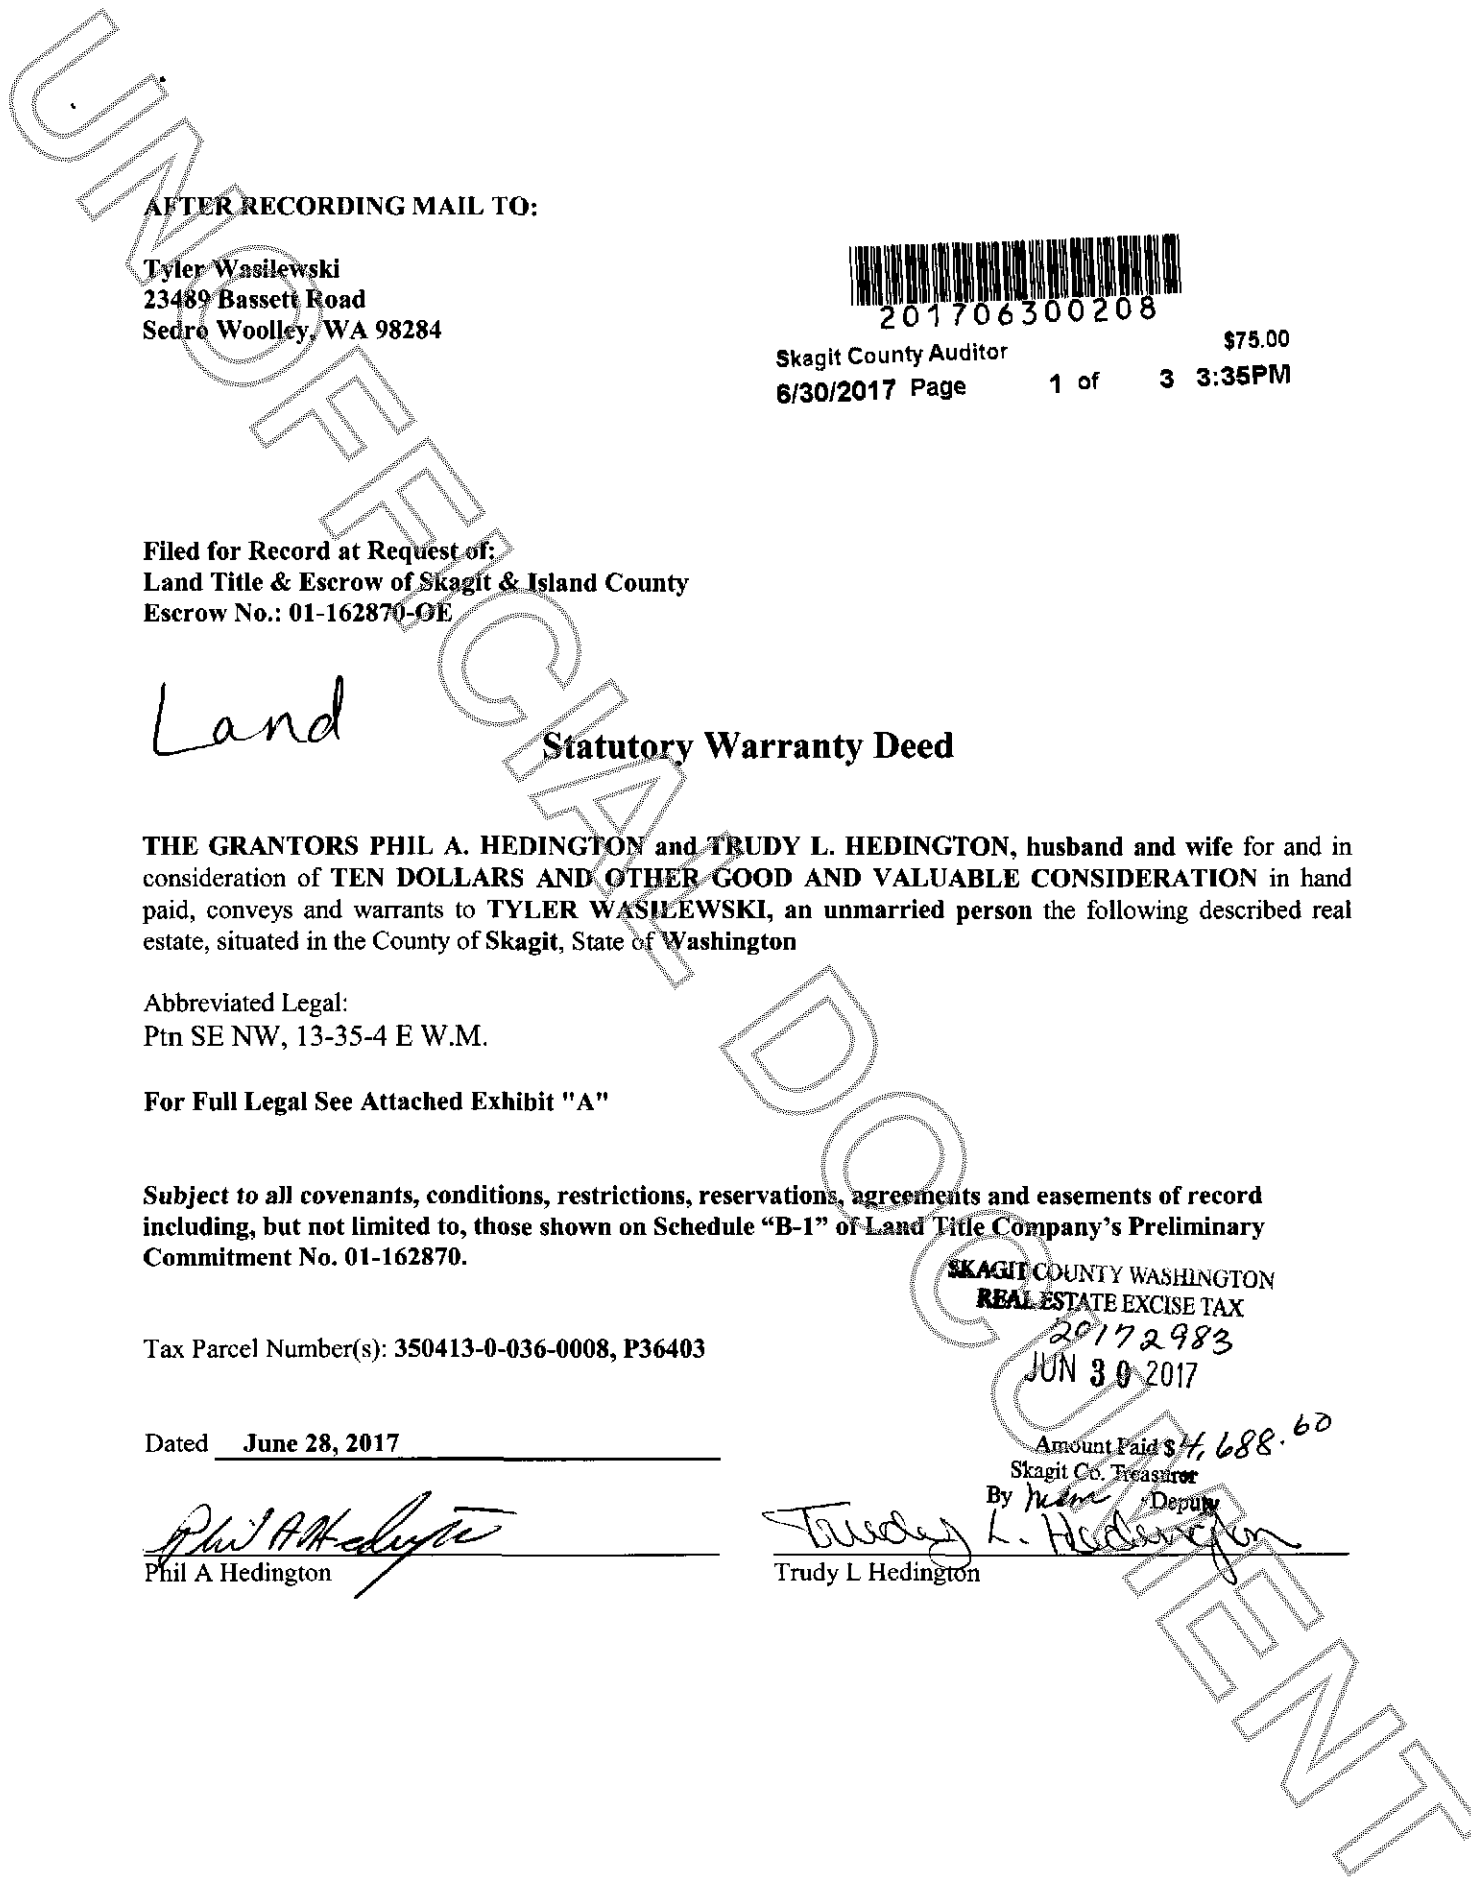 AFTER RECORDING MAIL TO:
Tyler Wasilewski
23489 Bassett Road
Sedro Woolley, WA 98284
201706300208
Skagit County Auditor $75.00
6/30/2017 Page 1 of 3 3:35PM
Filed for Record at Request of:
Land Title & Escrow of Skagit & Island County
Escrow No.: 01-162870-OE
Land
Statutory Warranty Deed
THE GRANTORS PHIL A. HEDINGTON and TRUDY L. HEDINGTON, husband and wife for and in
consideration of TEN DOLLARS AND OTHER GOOD AND VALUABLE CONSIDERATION in hand
paid, conveys and warrants to TYLER WASILEWSKI, an unmarried person the following described real
estate, situated in the County of Skagit, State of Washington
Abbreviated Legal:
Ptn SE NW, 13-35-4 E W.M.
For Full Legal See Attached Exhibit "A"
Subject to all covenants, conditions, restrictions, reservations, agreements and easements of record
including, but not limited to, those shown on Schedule “B-1” of Land Title Company’s Preliminary
Commitment No. 01-162870.
SKAGIT COUNTY WASHINGTON
REAL ESTATE EXCISE TAX
20172983
JUN 30 2017
Tax Parcel Number(s): 350413-0-036-0008, P36403
Dated June 28, 2017
Amount Paid $4,688.60
Skagit Co. Treasurer
By Deputy
Phil A Hedington
Trudy L. Hedington
Phil A Hedington
Trudy L Hedington
UNOFFICIAL DOCUMENT